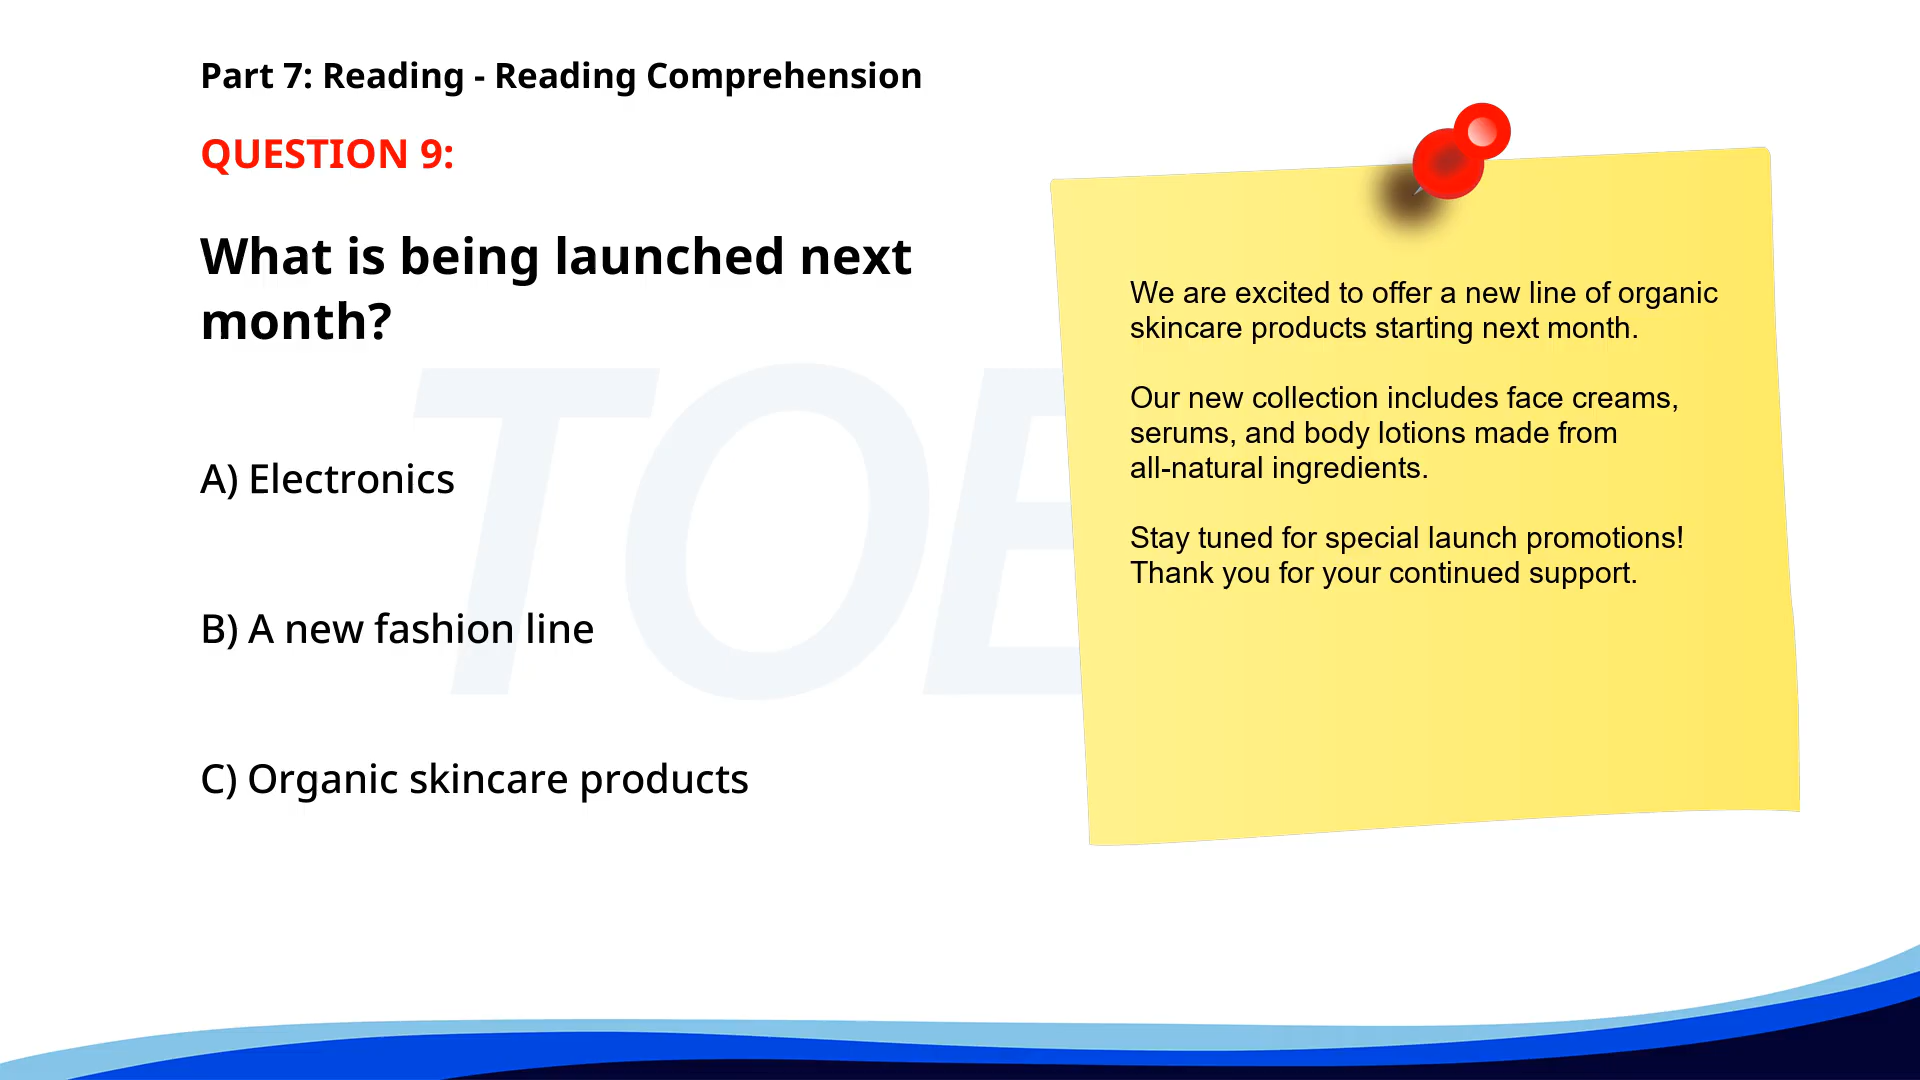 Part 7: Reading - Reading Comprehension
QUESTION 9:
What is being launched next
month?
A) Electronics
B) A new fashion line
C) Organic skincare products
We are excited to offer a new line of organic
skincare products starting next month.
Our new collection includes face creams,
serums, and body lotions made from
all-natural ingredients.
Stay tuned for special launch promotions!
Thank you for your continued support.